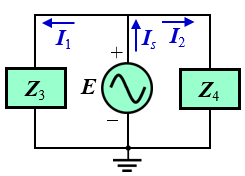 I₁ Iₛ I₂
+
Z₃ E Z₄
−